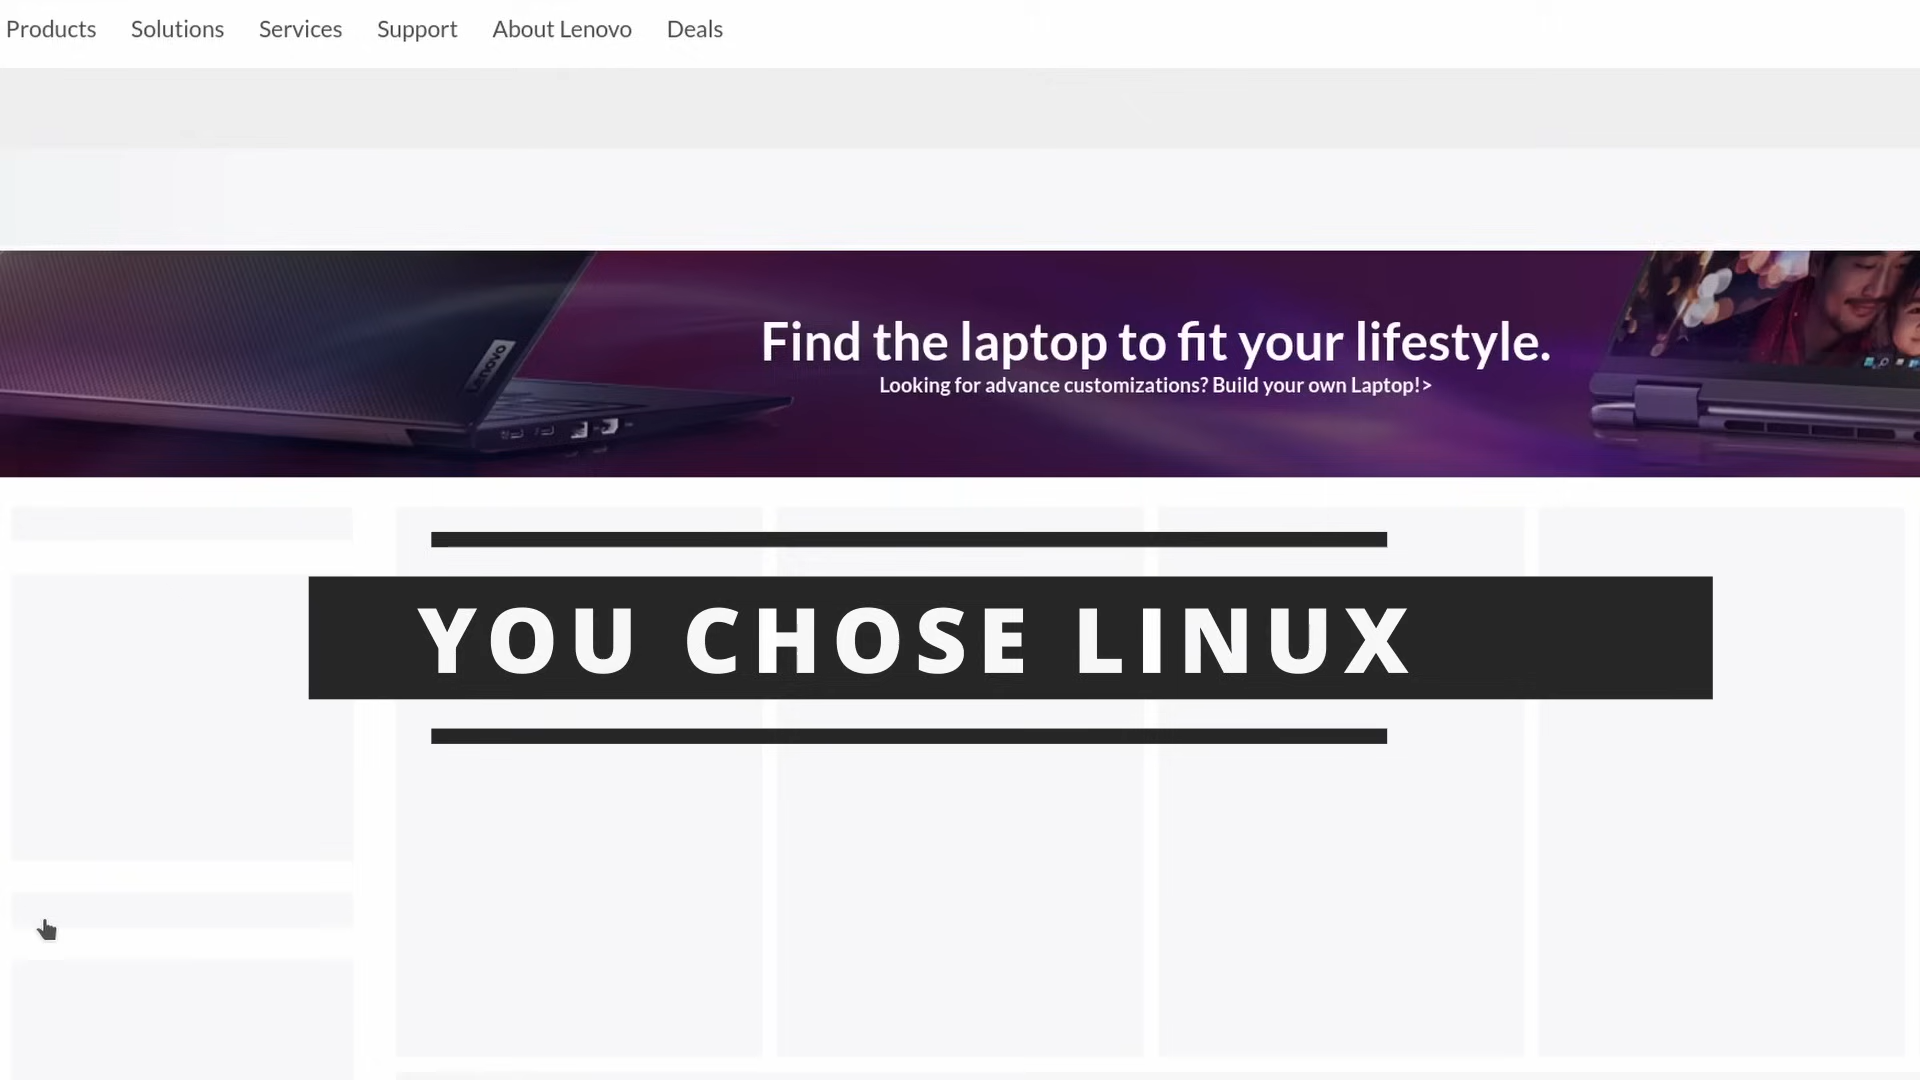 Products Solutions Services Support About Lenovo Deals
Find the laptop to fit your lifestyle.
Looking for advance customizations? Build your own Laptop!>
Lenovo
YOU CHOSE LINUX